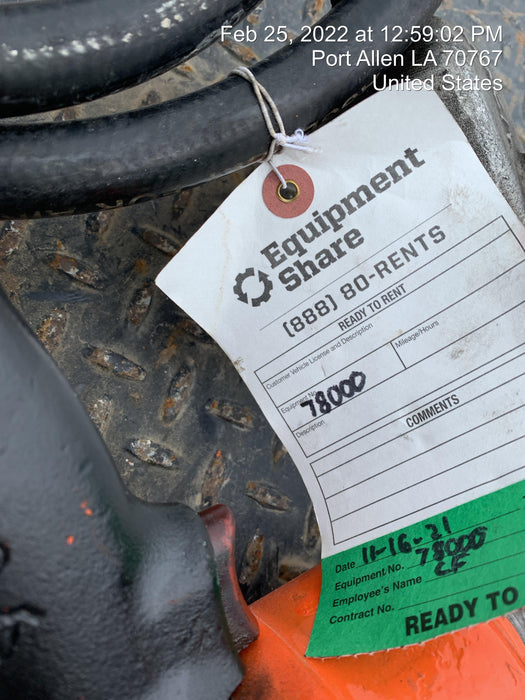 Feb 25, 2022 at 12:59:02 PM
Port Allen LA 70767
United States
Equipment
Share
(888) 80-RENTS
READY TO RENT
Customer Vehicle License and Description
Mileage/Hours
Equipment No.
78000
Description
COMMENTS
Date 11-16-21
Equipment No. 78000
Employee's Name CF
Contract No.
READY TO